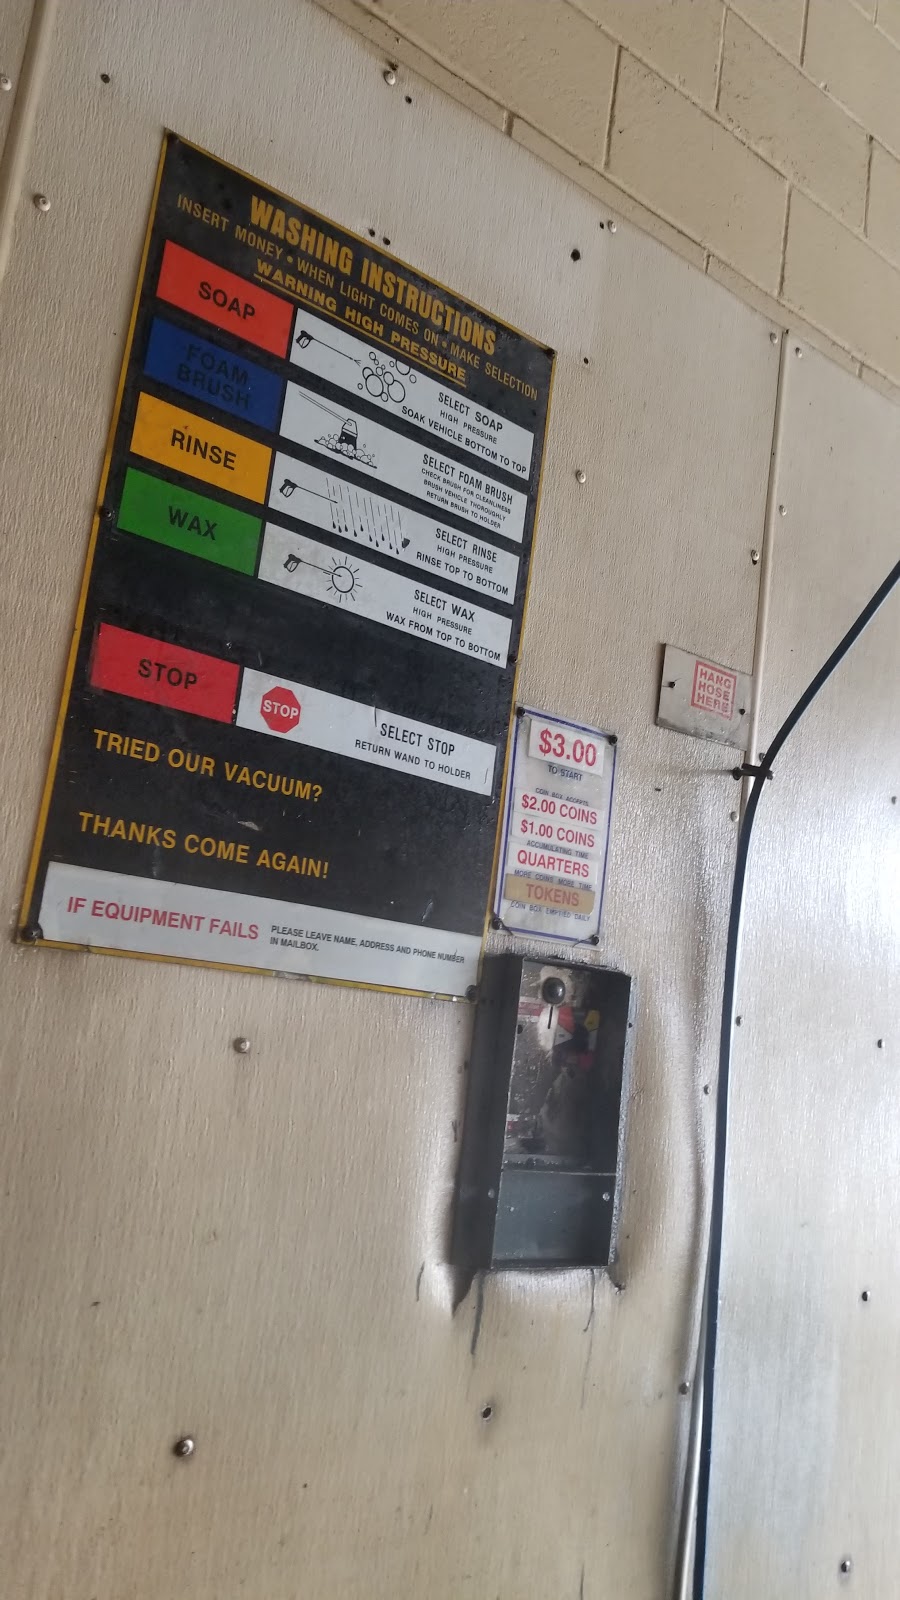 WASHING INSTRUCTIONS
INSERT MONEY • WHEN LIGHT COMES ON • MAKE SELECTION
WARNING HIGH PRESSURE
SOAP
SELECT SOAP
HIGH PRESSURE
SOAK VEHICLE BOTTOM TO TOP
FOAM
BRUSH
SELECT FOAM BRUSH
CHECK BRUSH FOR CLEANLINESS
BRUSH VEHICLE THOROUGHLY
RETURN BRUSH TO HOLDER
RINSE
SELECT RINSE
HIGH PRESSURE
RINSE TOP TO BOTTOM
WAX
SELECT WAX
HIGH PRESSURE
WAX FROM TOP TO BOTTOM
STOP
STOP
SELECT STOP
RETURN WAND TO HOLDER
TRIED OUR VACUUM?
THANKS COME AGAIN!
IF EQUIPMENT FAILS
PLEASE LEAVE NAME, ADDRESS AND PHONE NUMBER
IN MAILBOX.
$3.00
TO START
COIN BOX ACCEPTS
$2.00 COINS
$1.00 COINS
ACCUMULATING TIME
QUARTERS
MORE COINS MORE TIME
TOKENS
COIN BOX EMPTIED DAILY
HANG
HOSE
HERE